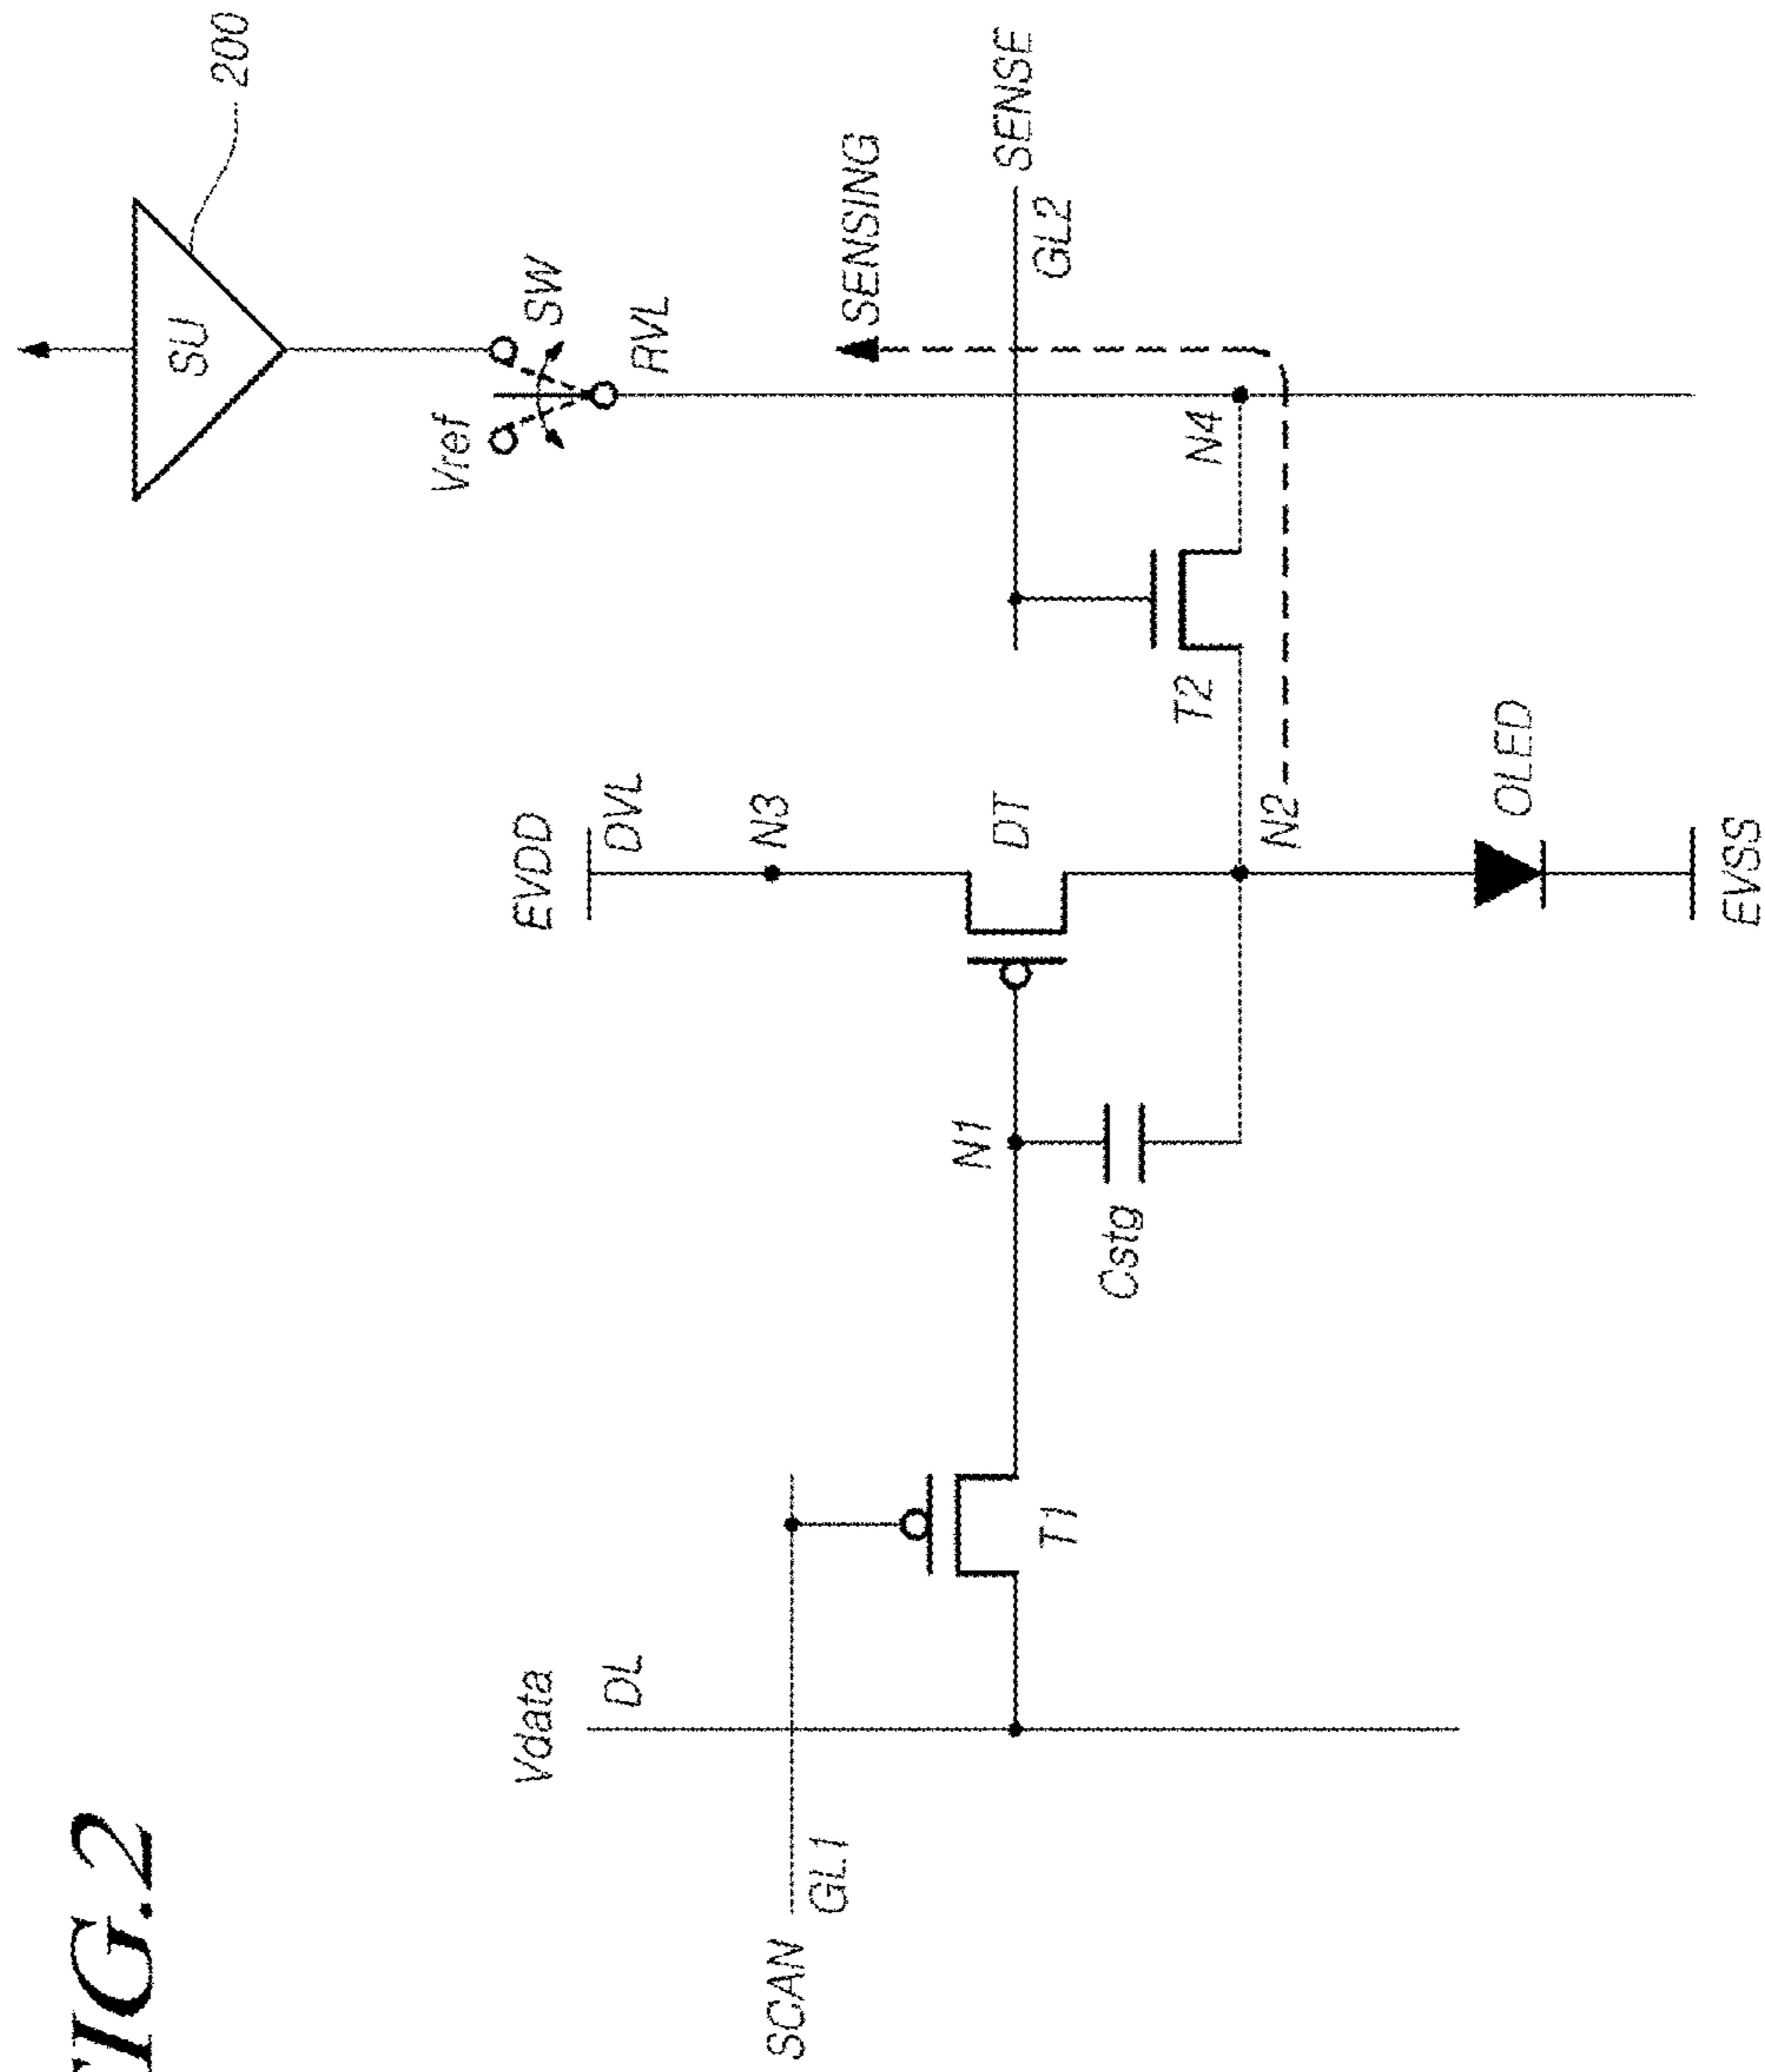 FIG.2
200
SU
SW
Vref
RVL
EVDD
Vdata
DVL
DL
N3
SENSING
SCAN
GL1
SENSE
GL2
N1
DT
T1
Cstg
T2
N4
N2
OLED
EVSS